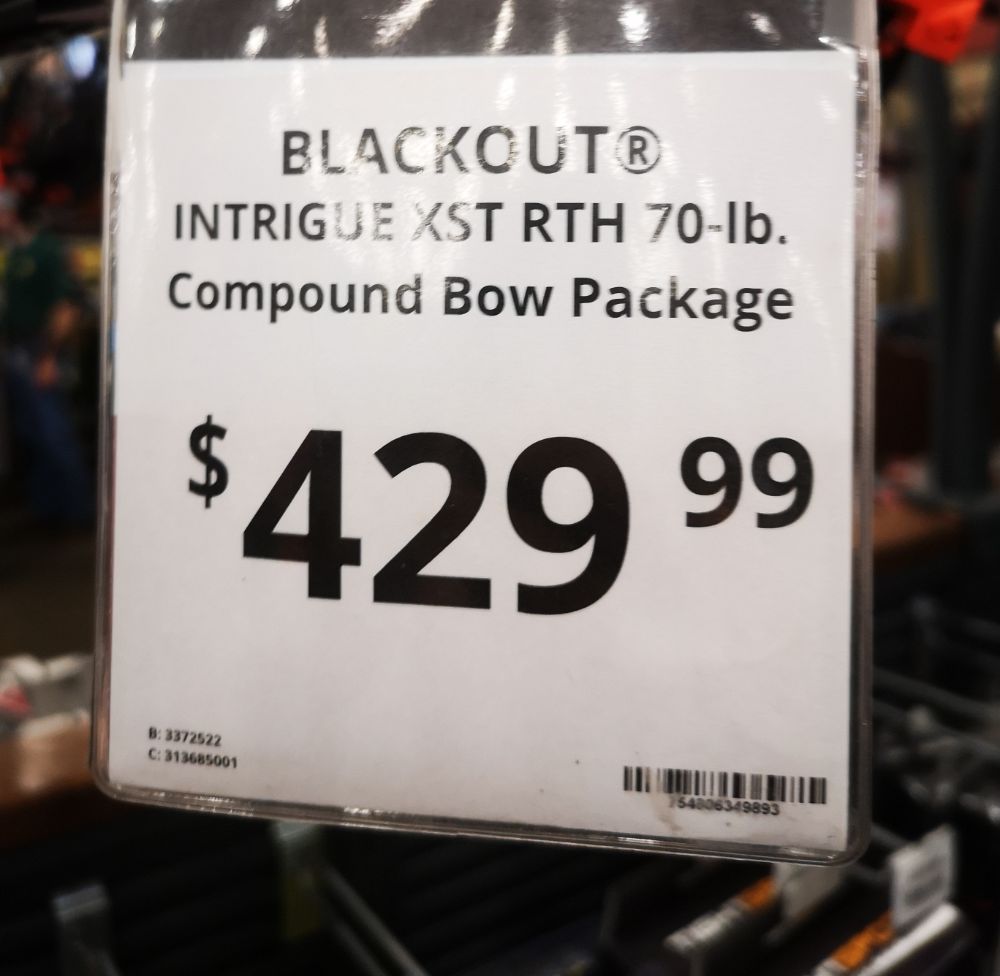 BLACKOUT®
INTRIGUE XST RTH 70-lb.
Compound Bow Package
$429 99
B: 3372522
C: 313685001
754806349893